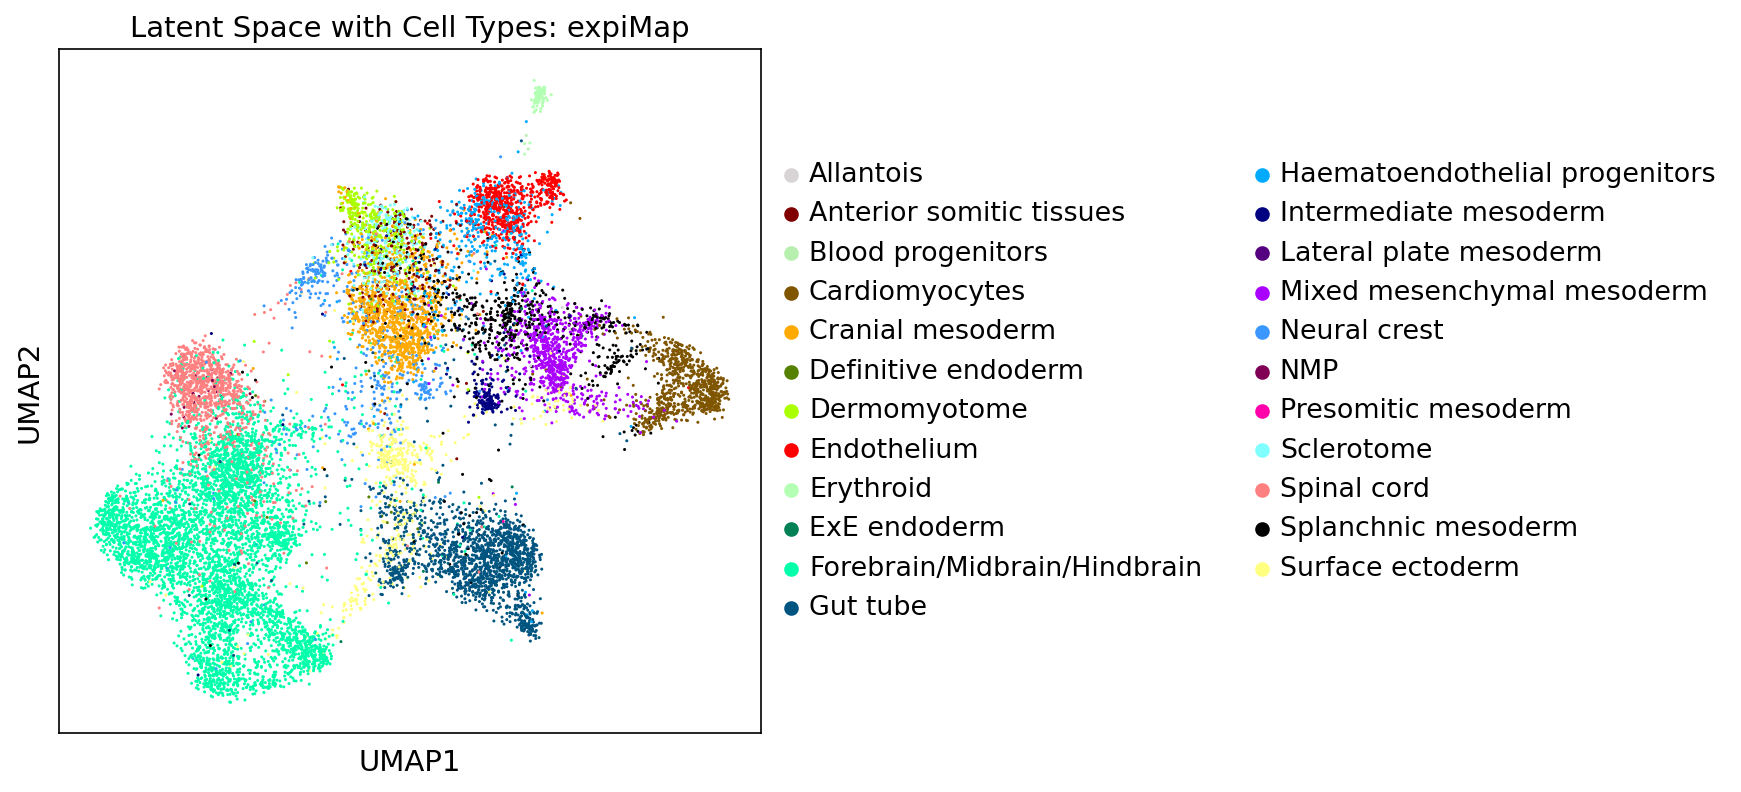 Latent Space with Cell Types: expiMap
UMAP2
UMAP1
Allantois
Anterior somitic tissues
Blood progenitors
Cardiomyocytes
Cranial mesoderm
Definitive endoderm
Dermomyotome
Endothelium
Erythroid
ExE endoderm
Forebrain/Midbrain/Hindbrain
Gut tube
Haematoendothelial progenitors
Intermediate mesoderm
Lateral plate mesoderm
Mixed mesenchymal mesoderm
Neural crest
NMP
Presomitic mesoderm
Sclerotome
Spinal cord
Splanchnic mesoderm
Surface ectoderm